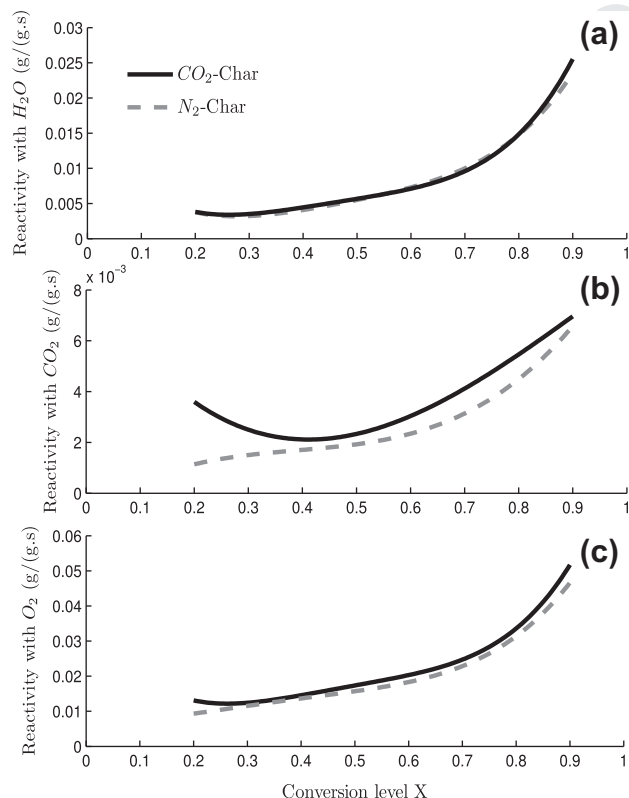 (a)
Reactivity with H₂O (g/(g.s)
0.03
0.025
0.02
0.015
0.01
0.005
0
CO₂-Char
N₂-Char
0 0.1 0.2 0.3 0.4 0.5 0.6 0.7 0.8 0.9 1
(b)
x 10⁻³
Reactivity with CO₂ (g/(g.s)
8
6
4
2
0
0 0.1 0.2 0.3 0.4 0.5 0.6 0.7 0.8 0.9 1
(c)
Reactivity with O₂ (g/(g.s)
0.06
0.05
0.04
0.03
0.02
0.01
0
0 0.1 0.2 0.3 0.4 0.5 0.6 0.7 0.8 0.9 1
Conversion level X